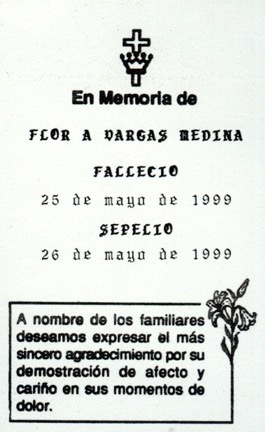 En Memoria de
FLOR A VARGAS MEDINA
FALLECIO
25 de mayo de 1999
SEPELIO
26 de mayo de 1999
A nombre de los familiares
deseamos expresar el más
sincero agradecimiento por su
demostración de afecto y
cariño en sus momentos de
dolor.